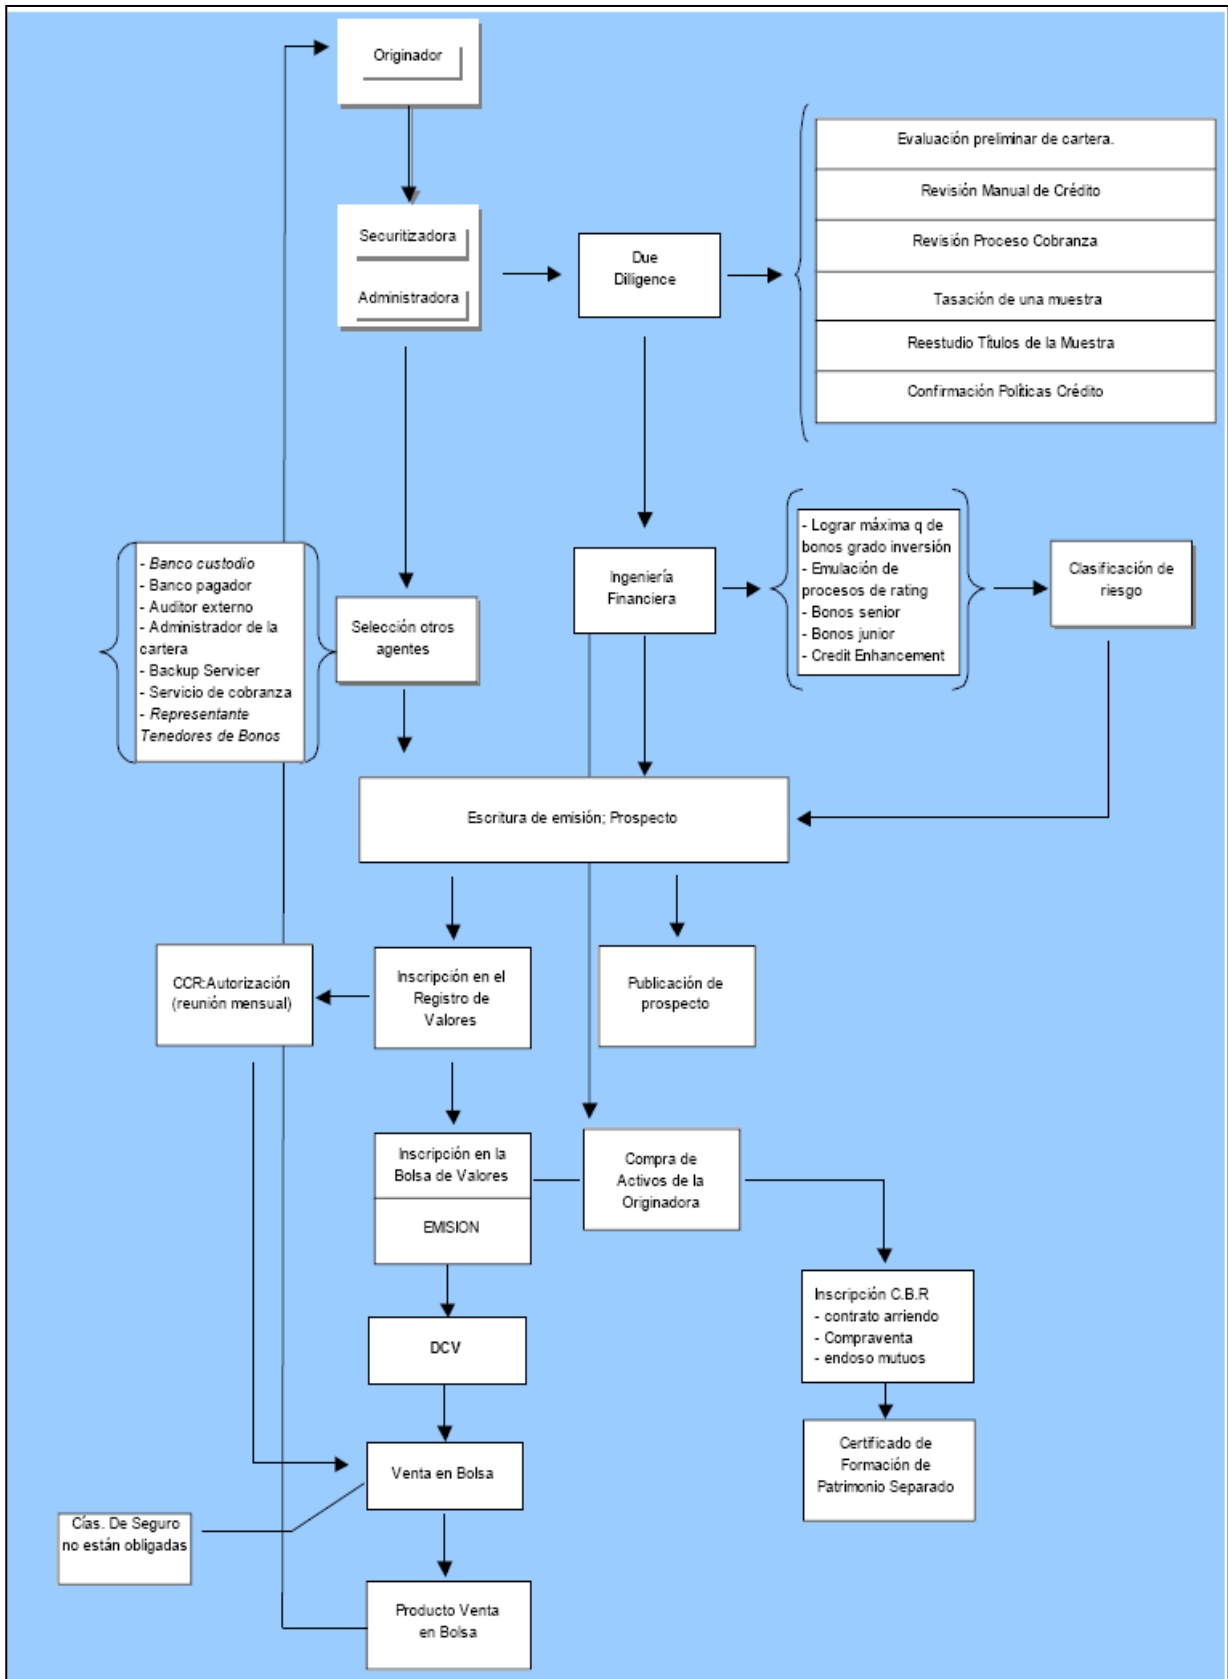 Originador
Evaluación preliminar de cartera.
Revisión Manual de Crédito
Revisión Proceso Cobranza
Tasación de una muestra
Reestudio Títulos de la Muestra
Confirmación Políticas Crédito
Securitizadora
Administradora
Due
Diligence
- Banco custodio
- Banco pagador
- Auditor externo
- Administrador de la
cartera
- Backup Servicer
- Servicio de cobranza
- Representante
Tenedores de Bonos
Selección otros
agentes
Ingeniería
Financiera
- Lograr máxima q de
bonos grado inversión
- Emulación de
procesos de rating
- Bonos senior
- Bonos junior
- Credit Enhancement
Clasificación de
riesgo
Escritura de emisión; Prospecto
CCR:Autorización
(reunión mensual)
Inscripción en el
Registro de
Valores
Publicación de
prospecto
Inscripción en la
Bolsa de Valores
EMISION
Compra de
Activos de la
Originadora
Inscripción C.B.R
- contrato arriendo
- Compraventa
- endoso mutuos
DCV
Certificado de
Formación de
Patrimonio Separado
Venta en Bolsa
Cías. De Seguro
no están obligadas
Producto Venta
en Bolsa